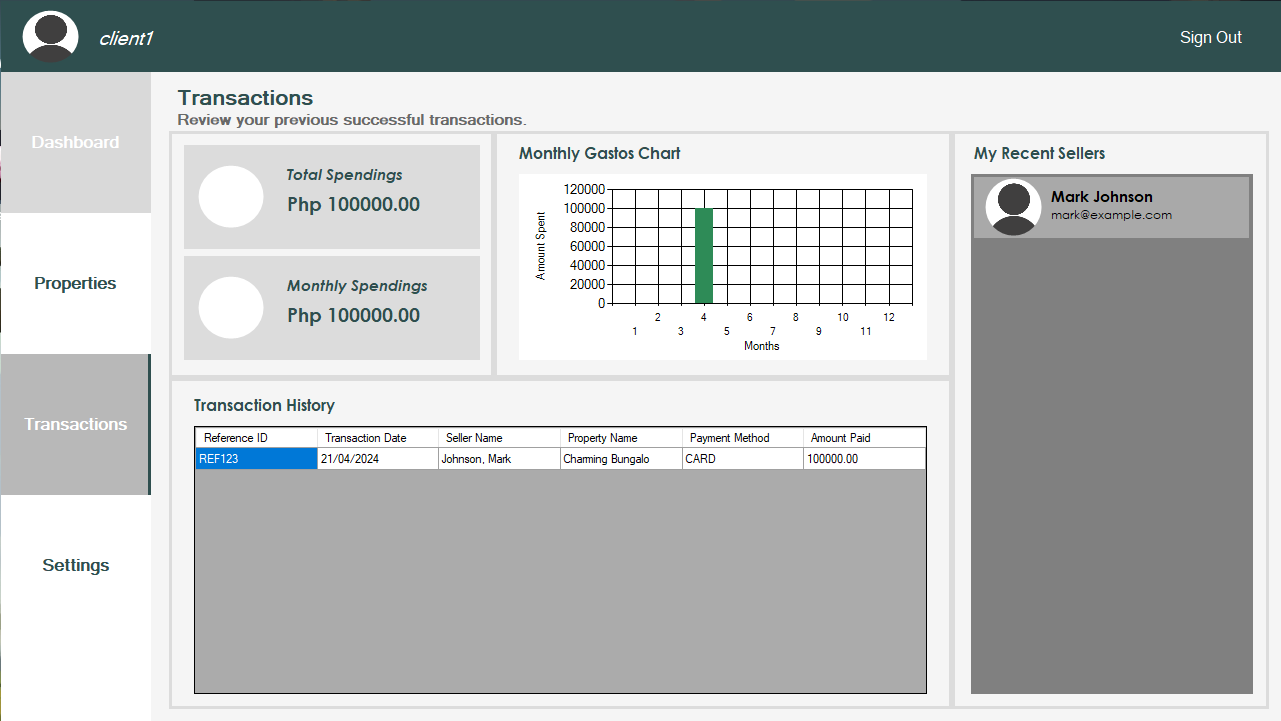 client1
Sign Out
Dashboard
Properties
Transactions
Settings
Transactions
Review your previous successful transactions.
Total Spendings
Php 100000.00
Monthly Spendings
Php 100000.00
Monthly Gastos Chart
Amount Spent
120000
100000
80000
60000
40000
20000
0
1 2 3 4 5 6 7 8 9 10 11 12
Months
My Recent Sellers
Mark Johnson
mark@example.com
Transaction History
Reference ID Transaction Date Seller Name Property Name Payment Method Amount Paid
REF123 21/04/2024 Johnson, Mark Charming Bungalo CARD 100000.00